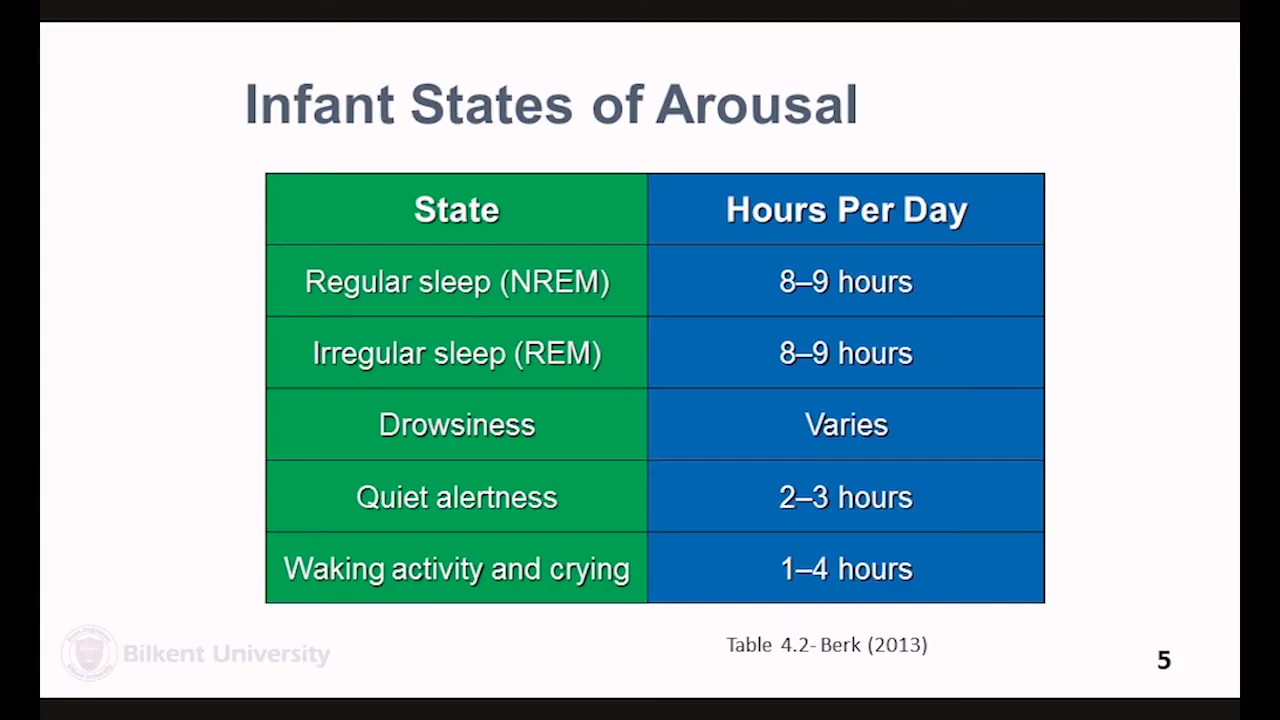 Infant States of Arousal
State
Hours Per Day
Regular sleep (NREM)
8–9 hours
Irregular sleep (REM)
8–9 hours
Drowsiness
Varies
Quiet alertness
2–3 hours
Waking activity and crying
1–4 hours
Table 4.2- Berk (2013)
Bilkent University
5